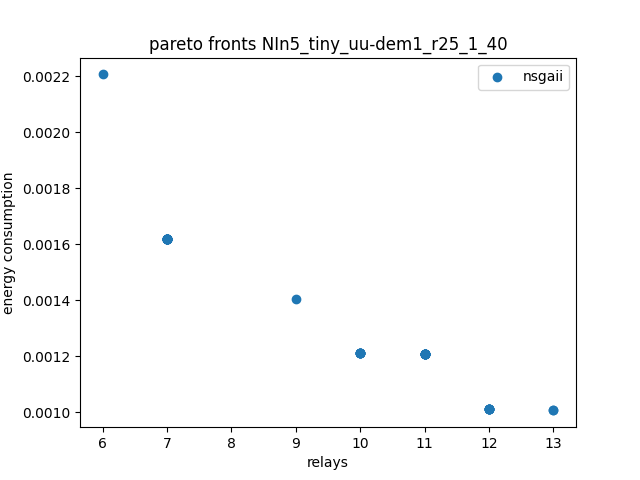 pareto fronts NIn5_tiny_uu-dem1_r25_1_40
nsgaii
energy consumption
0.0022
0.0020
0.0018
0.0016
0.0014
0.0012
0.0010
6 7 8 9 10 11 12 13
relays